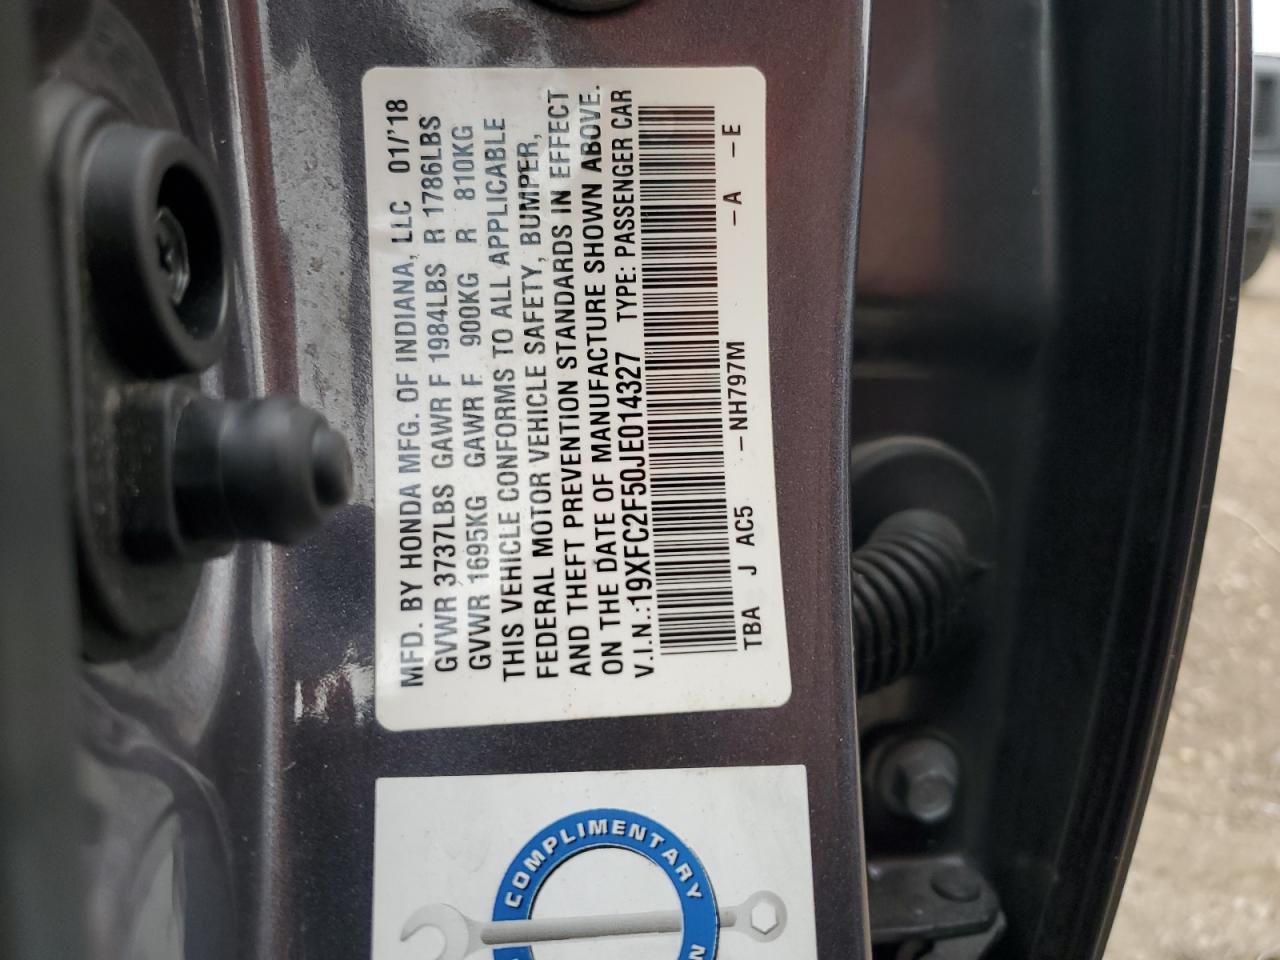 MFD. BY HONDA MFG. OF INDIANA, LLC 01/'18
GVWR 3737LBS GAWR F 1984LBS R 1786LBS
GVWR 1695KG GAWR F 900KG R 810KG
THIS VEHICLE CONFORMS TO ALL APPLICABLE
FEDERAL MOTOR VEHICLE SAFETY, BUMPER,
AND THEFT PREVENTION STANDARDS IN EFFECT
ON THE DATE OF MANUFACTURE SHOWN ABOVE.
V.I.N.:19XFC2F50JE014327 TYPE: PASSENGER CAR
TBA J AC5 -NH797M -A -E
COMPLIMENTARY